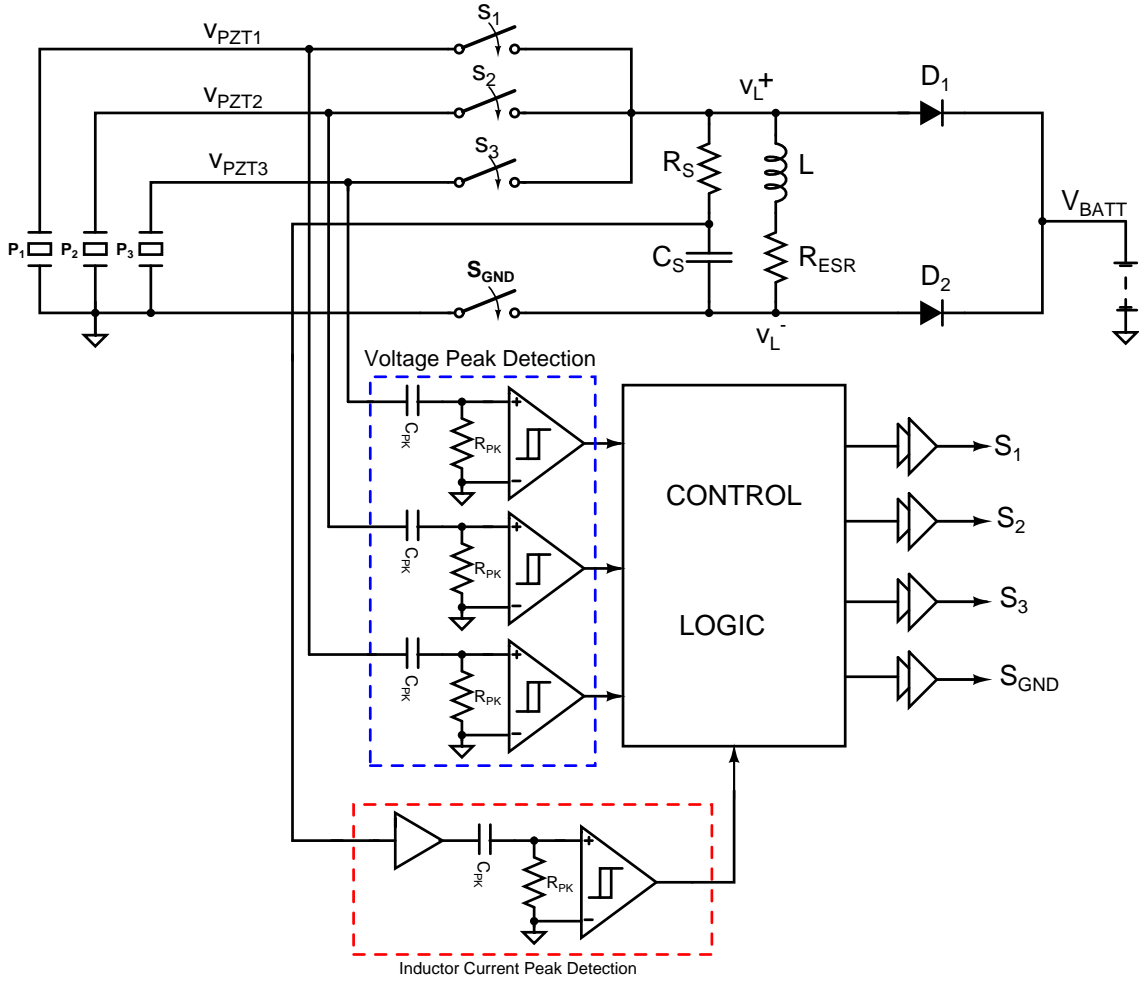 S1
vPZT1
S2
vPZT2
S3
vPZT3
vL+
D1
RS
L
VBATT
P1
P2
P3
SGND
CS
RESR
D2
vL-
Voltage Peak Detection
CPK
RPK
+
−
CPK
RPK
+
−
CPK
RPK
+
−
CONTROL
LOGIC
S1
S2
S3
SGND
CPK
RPK
+
−
Inductor Current Peak Detection